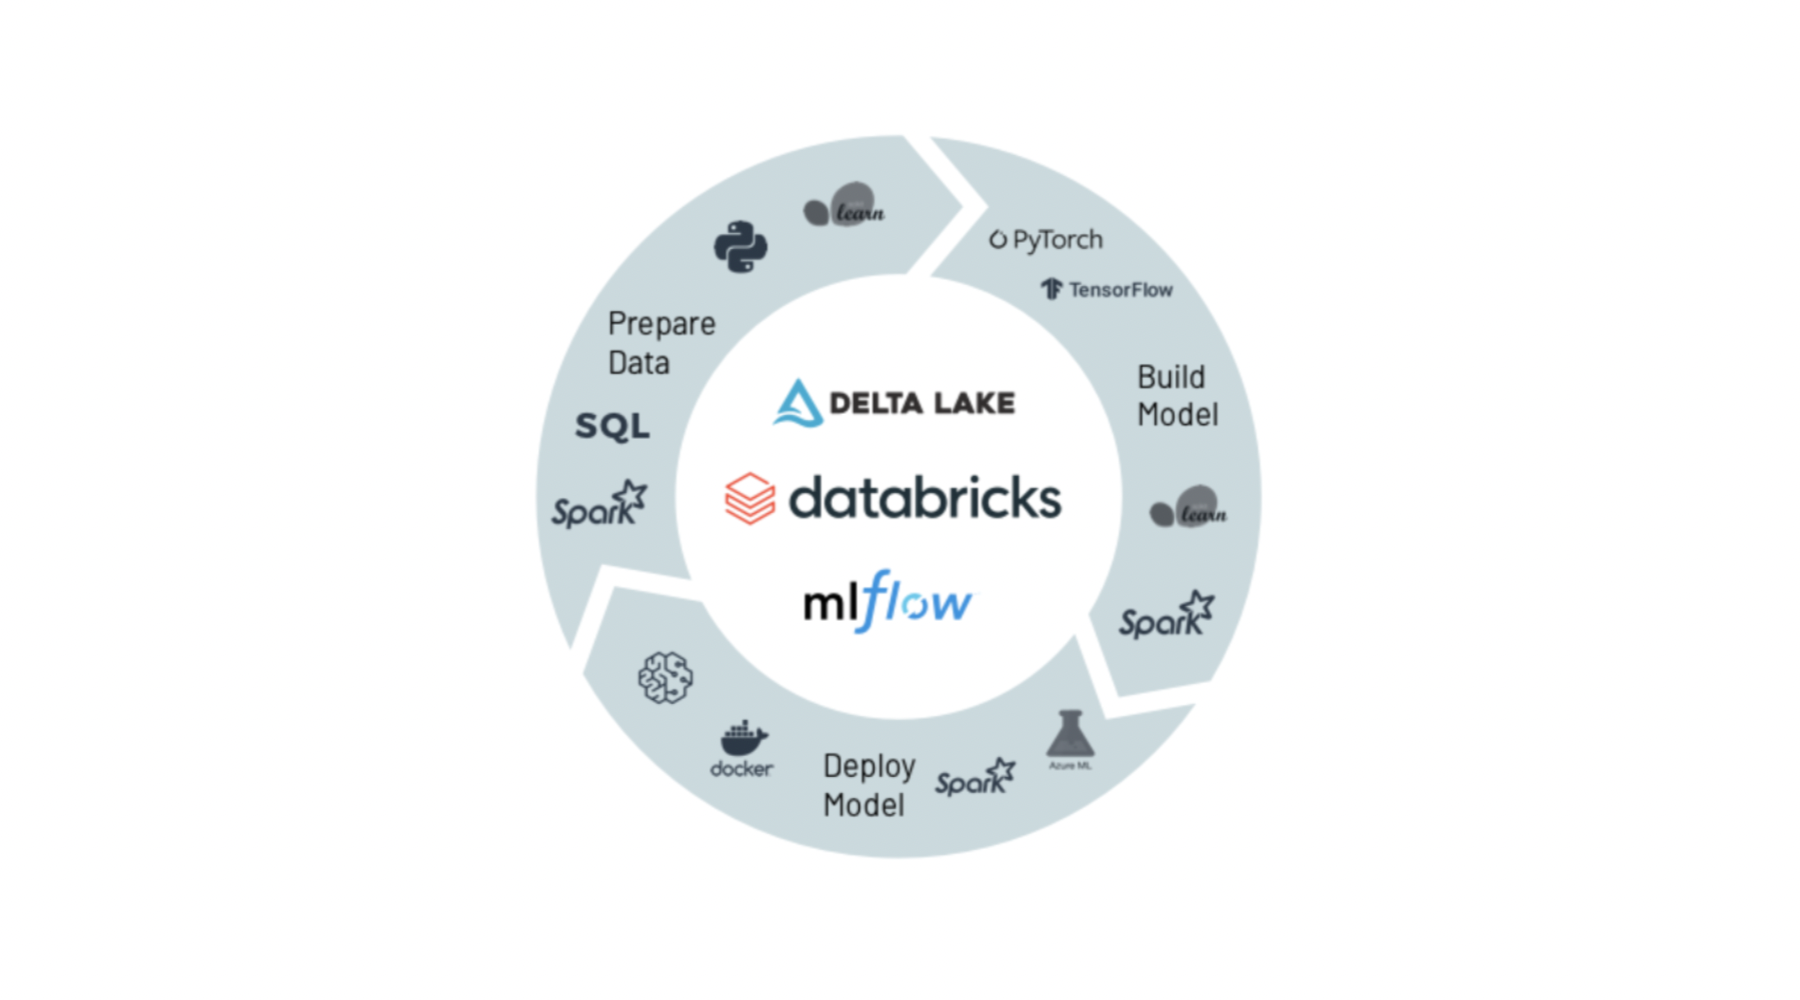 learn
PyTorch
TensorFlow
Prepare
Data
Build
Model
DELTA LAKE
SQL
databricks
Spark
learn
mlflow
Spark
docker
Deploy
Model
Spark
Azure ML